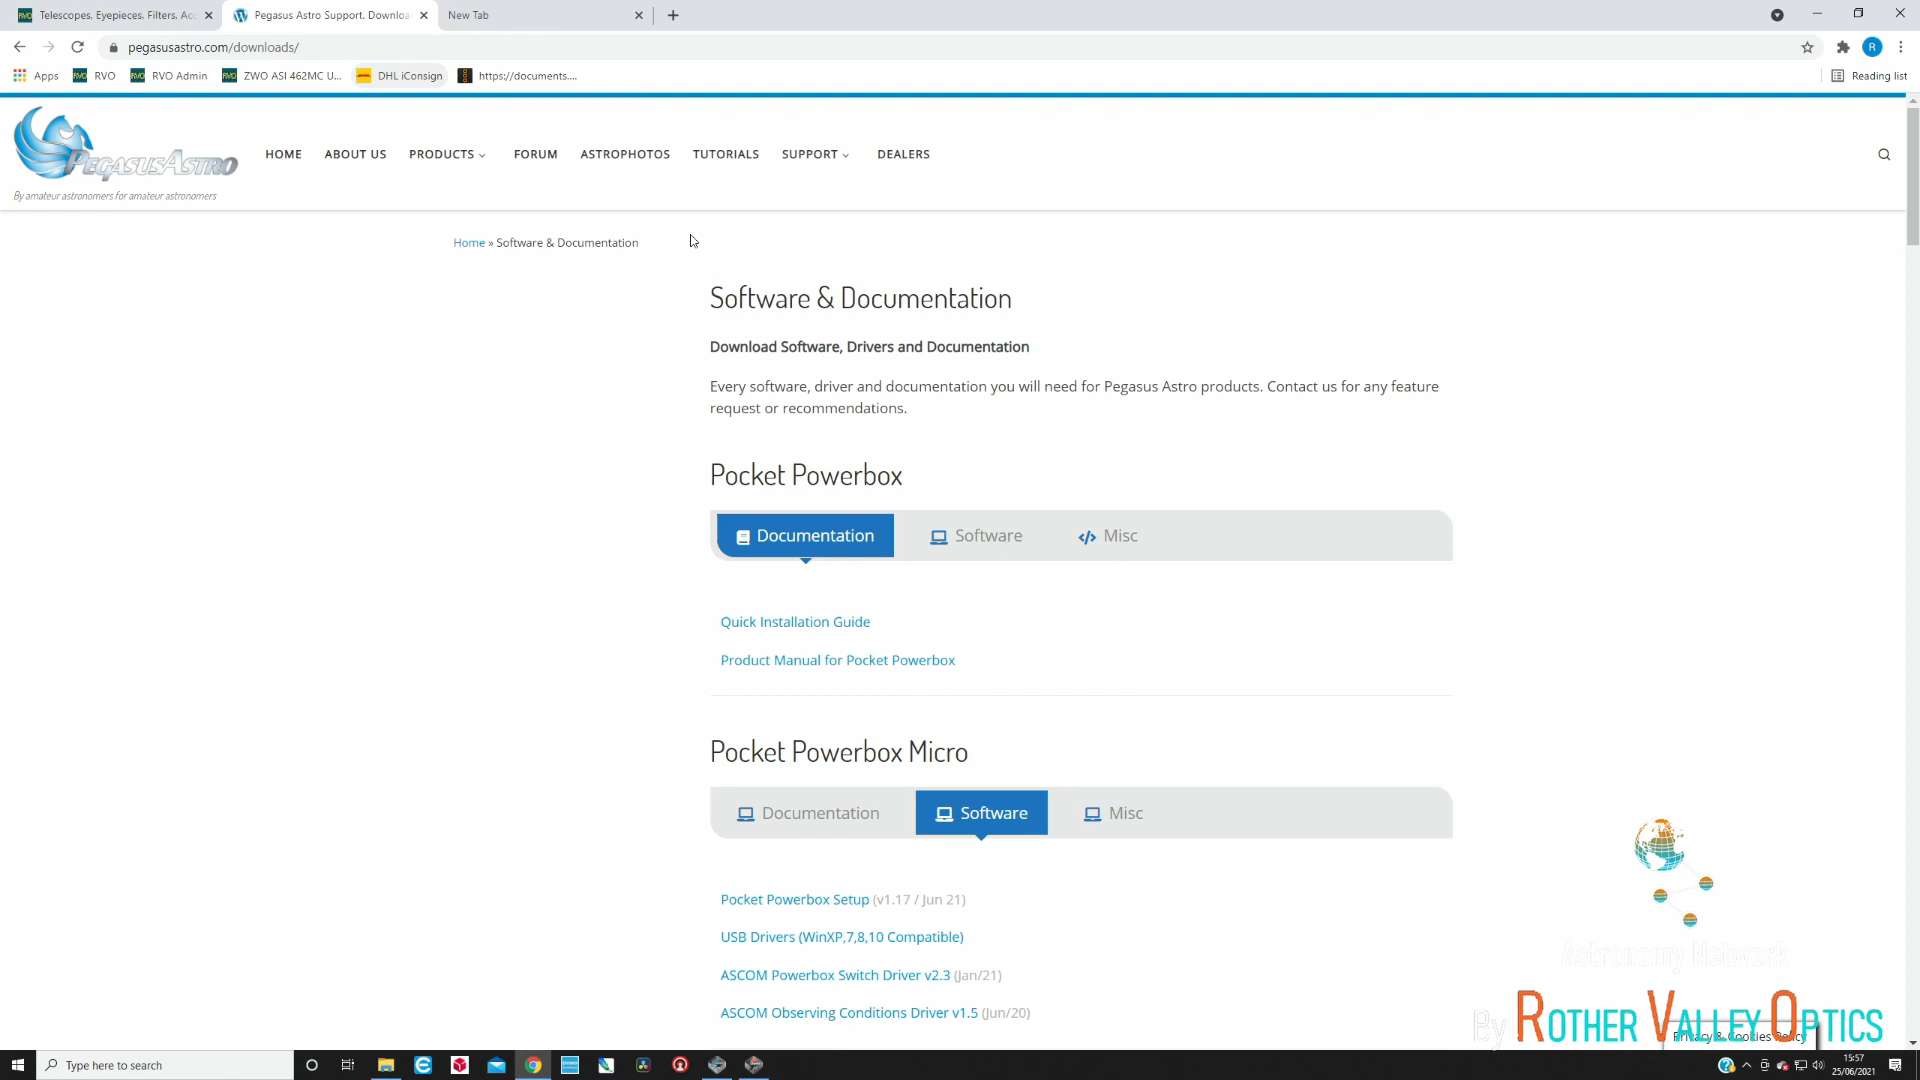 Telescopes, Eyepieces, Filters, Ac
Pegasus Astro Support. Downloa
New Tab
pegasusastro.com/downloads/
R
Apps
RVO
RVO Admin
ZWO ASI 462MC U...
DHL iConsign
https://documents....
Reading list
PEGASUSASTRO
By amateur astronomers for amateur astronomers
HOME
ABOUT US
PRODUCTS
FORUM
ASTROPHOTOS
TUTORIALS
SUPPORT
DEALERS
Home » Software & Documentation
Software & Documentation
Download Software, Drivers and Documentation
Every software, driver and documentation you will need for Pegasus Astro products. Contact us for any feature
request or recommendations.
Pocket Powerbox
Documentation
Software
Misc
Quick Installation Guide
Product Manual for Pocket Powerbox
Pocket Powerbox Micro
Documentation
Software
Misc
Pocket Powerbox Setup (v1.17 / Jun 21)
USB Drivers (WinXP,7,8,10 Compatible)
ASCOM Powerbox Switch Driver v2.3 (Jan/21)
ASCOM Observing Conditions Driver v1.5 (Jun/20)
Astronomy Network
By ROTHER VALLEY OPTICS
Privacy & Cookies Policy
Type here to search
15:57
25/06/2021